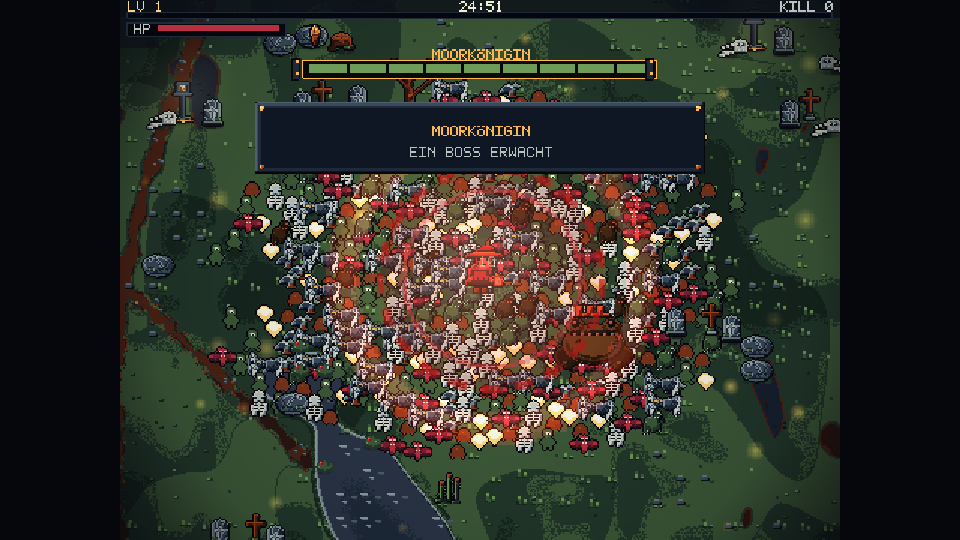 LV 1
24:51
KILL 0
HP
MOORKöNIGIN
MOORKöNIGIN
EIN BOSS ERWACHT